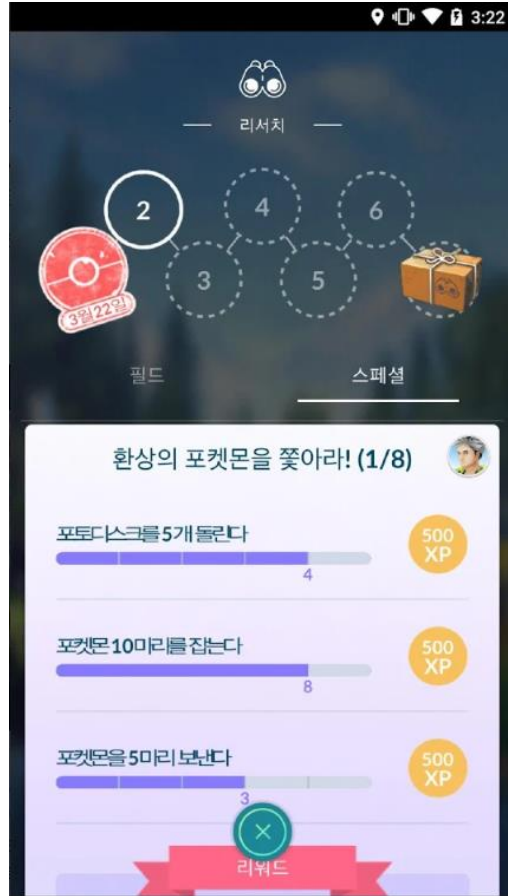 3:22
리서치
2
4
6
3
5
3월22일
필드
스페셜
환상의 포켓몬을 쫓아라! (1/8)
포토디스크를 5개 돌린다
500
XP
4
포켓몬 10마리를 잡는다
500
XP
8
포켓몬을 5마리 보낸다
500
XP
3
리워드